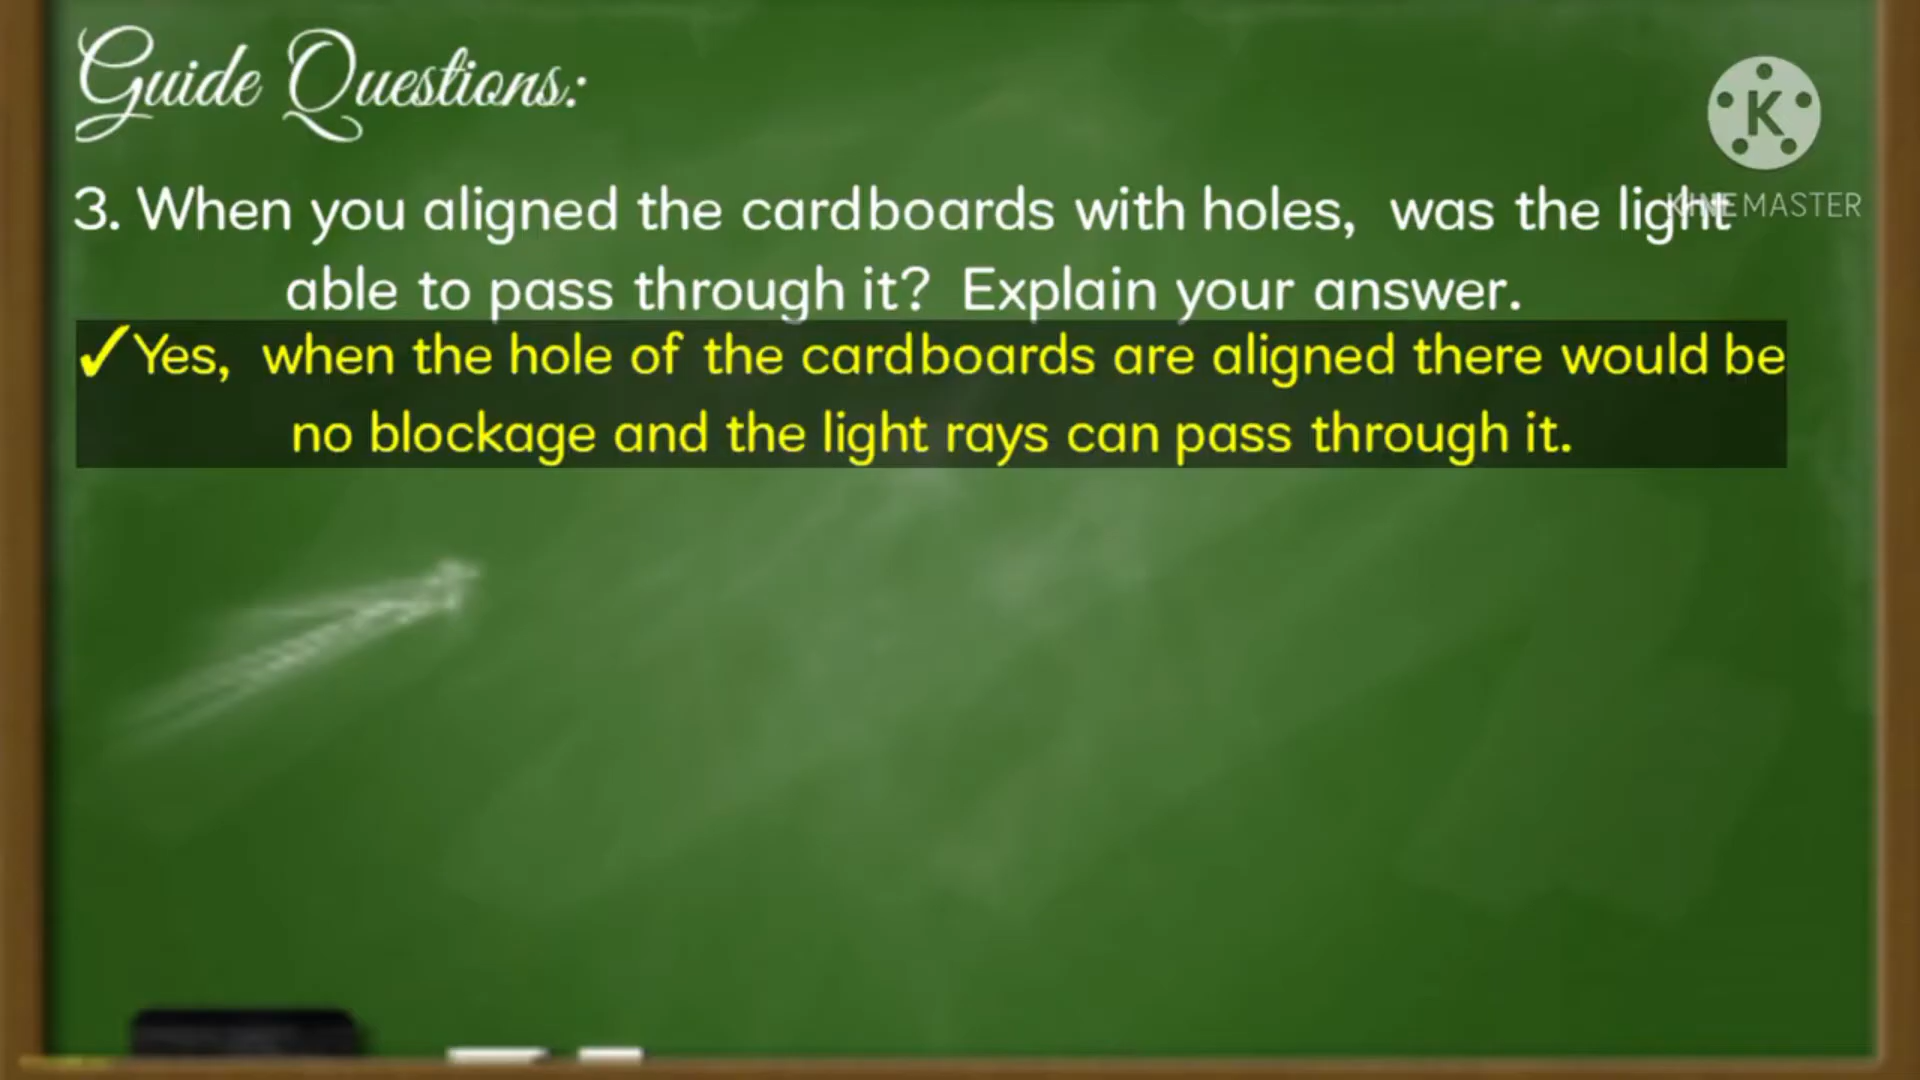 Guide Questions:
K
KINEMASTER
3. When you aligned the cardboards with holes, was the light
able to pass through it? Explain your answer.
✓Yes, when the hole of the cardboards are aligned there would be
no blockage and the light rays can pass through it.